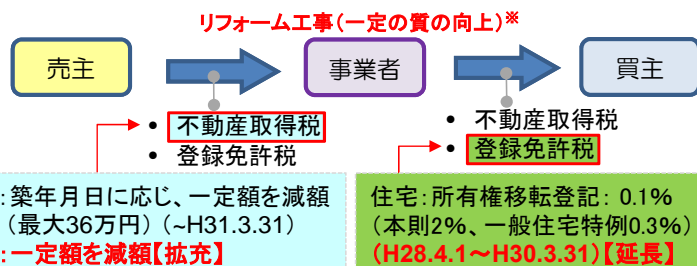 リフォーム工事(一定の質の向上)※
売主
事業者
買主
• 不動産取得税
• 登録免許税
• 不動産取得税
• 登録免許税
:築年月日に応じ、一定額を減額
(最大36万円)(~H31.3.31)
:一定額を減額【拡充】
住宅:所有権移転登記: 0.1%
(本則2%、一般住宅特例0.3%)
(H28.4.1~H30.3.31)【延長】